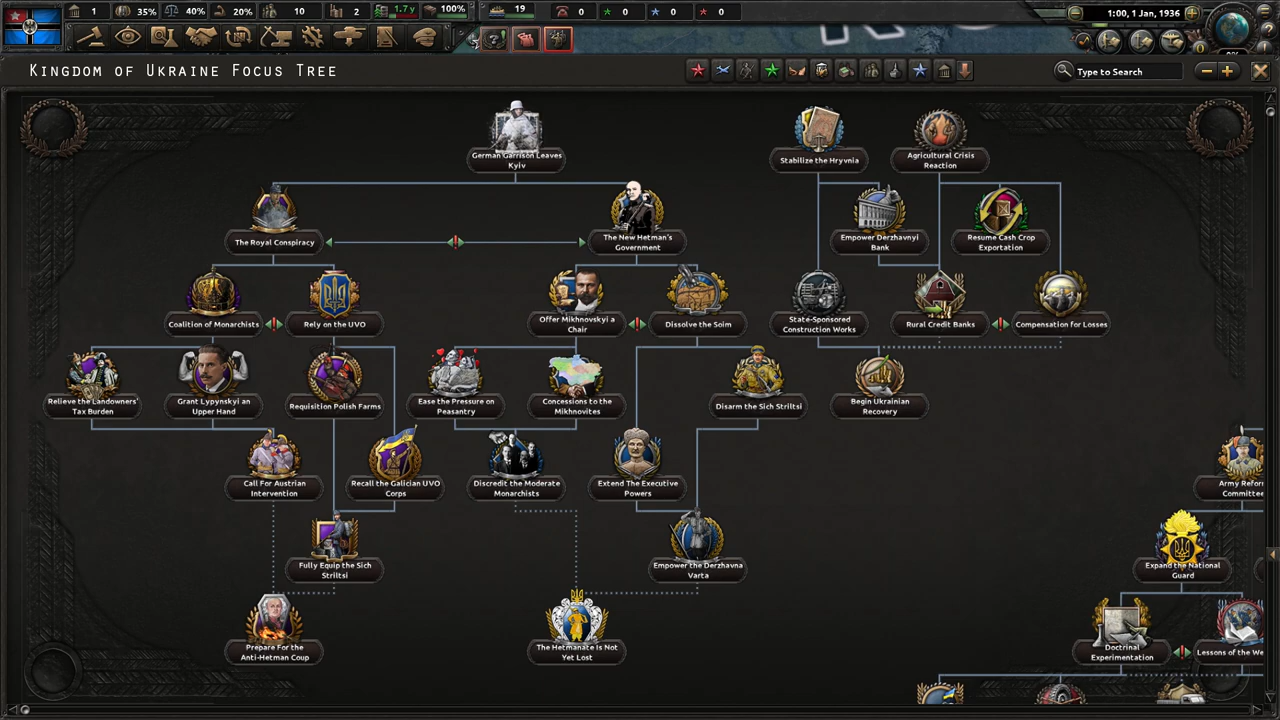 1
35%
40%
20%
10
2
1.7 y
100%
19
0
0
0
0
1:00, 1 Jan, 1936
0%
Kingdom of Ukraine Focus Tree
Type to Search
German Garrison Leaves
Kyiv
Stabilize the Hryvnia
Agricultural Crisis
Reaction
The Royal Conspiracy
The New Hetman's
Government
Empower Derzhavnyi
Bank
Resume Cash Crop
Exportation
Coalition of Monarchists
Rely on the UVO
Offer Mikhnovskyi a
Chair
Dissolve the Soim
State-Sponsored
Construction Works
Rural Credit Banks
Compensation for Losses
Relieve the Landowners'
Tax Burden
Grant Lypynskyi an
Upper Hand
Requisition Polish Farms
Ease the Pressure on
Peasantry
Concessions to the
Mikhnovites
Disarm the Sich Striltsi
Begin Ukrainian
Recovery
Call For Austrian
Intervention
Recall the Galician UVO
Corps
Discredit the Moderate
Monarchists
Extend The Executive
Powers
Army Refor
Committe
Fully Equip the Sich
Striltsi
Empower the Derzhavna
Varta
Expand the National
Guard
Prepare For the
Anti-Hetman Coup
The Hetmanate Is Not
Yet Lost
Doctrinal
Experimentation
Lessons of the We